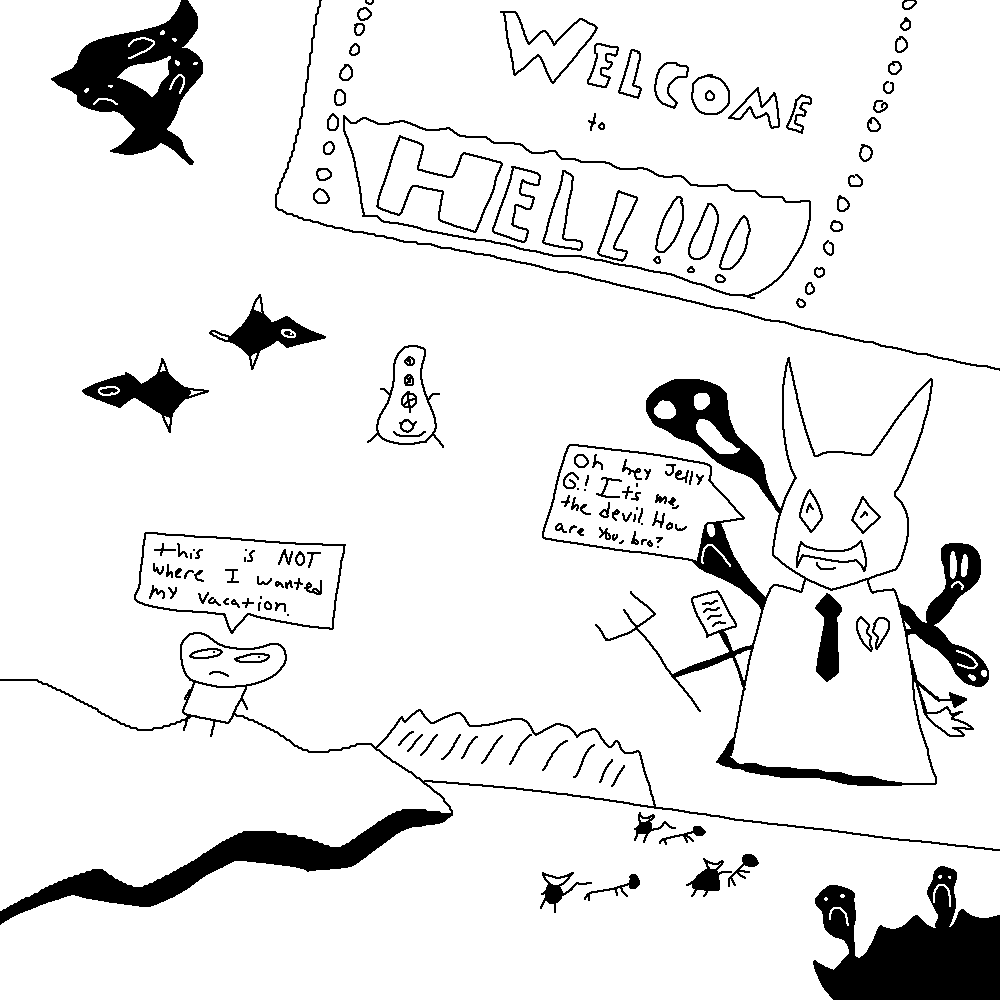 WELCOME
to
HELL!!!
Oh hey Jelly
G.! It's me,
the devil. How
are you, bro?
this is NOT
where I wanted
my vacation.